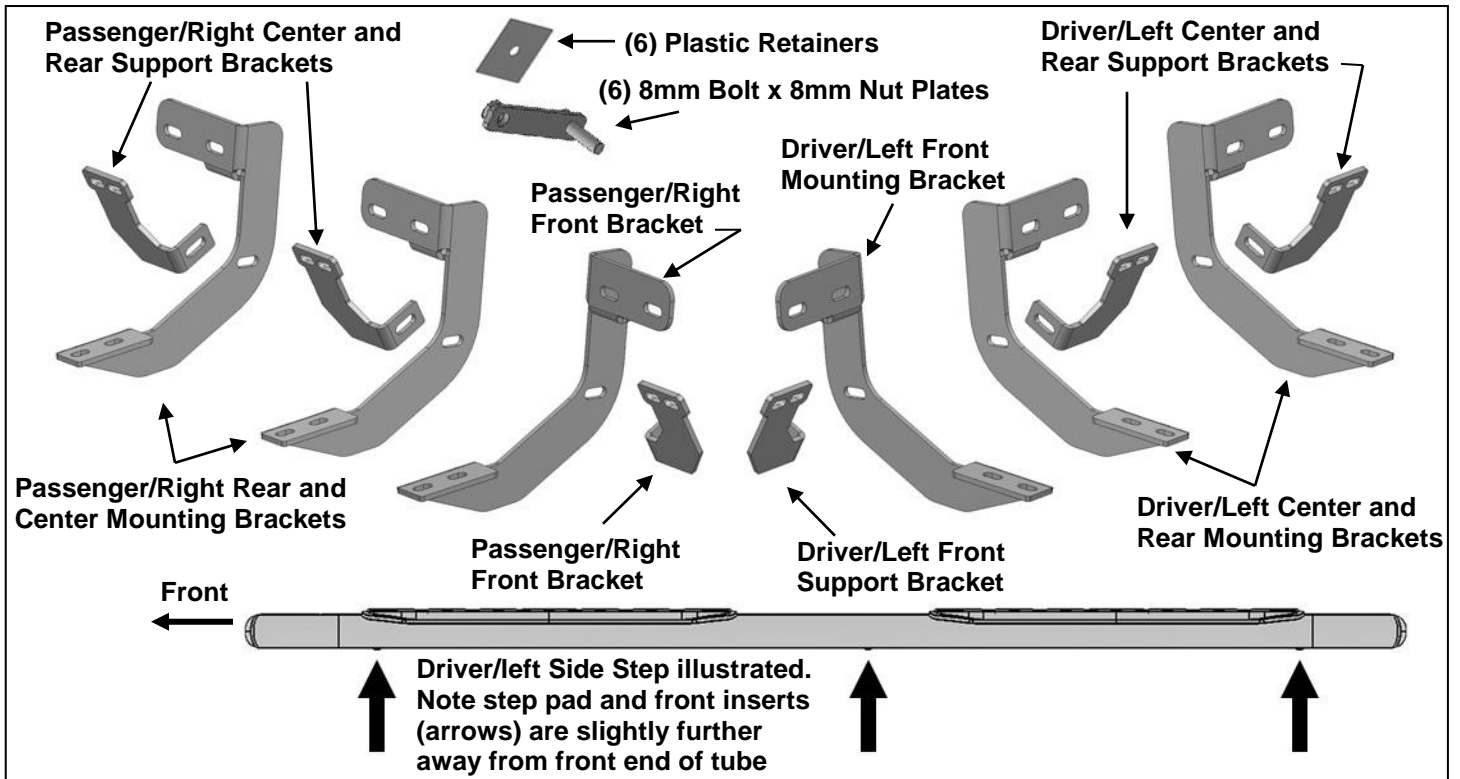 Passenger/Right Center and
Rear Support Brackets
(6) Plastic Retainers
(6) 8mm Bolt x 8mm Nut Plates
Driver/Left Center and
Rear Support Brackets
Passenger/Right
Front Bracket
Driver/Left Front
Mounting Bracket
Passenger/Right Rear and
Center Mounting Brackets
Passenger/Right
Front Bracket
Driver/Left Front
Support Bracket
Driver/Left Center and
Rear Mounting Brackets
Front
Driver/left Side Step illustrated.
Note step pad and front inserts
(arrows) are slightly further
away from front end of tube